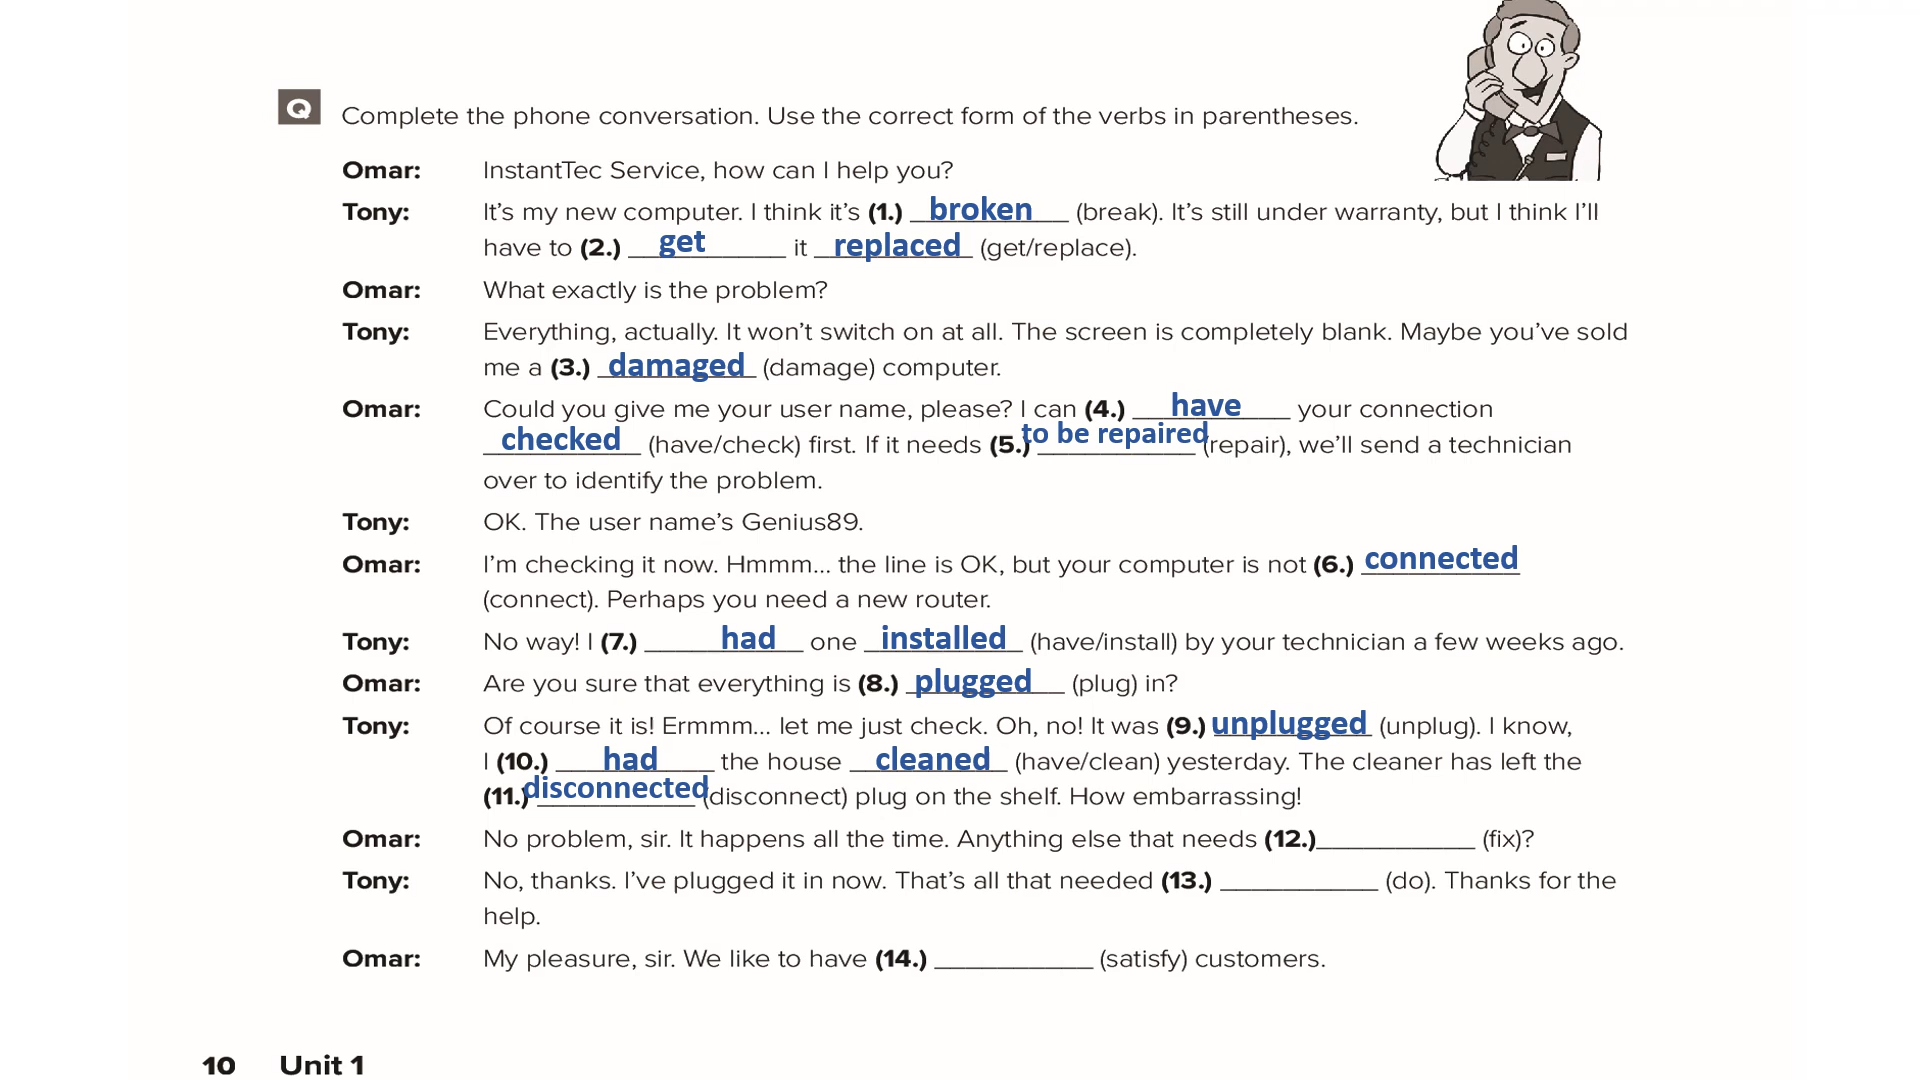 Q Complete the phone conversation. Use the correct form of the verbs in parentheses.
Omar: InstantTec Service, how can I help you?
Tony: It's my new computer. I think it's (1.) broken (break). It's still under warranty, but I think I'll
have to (2.) get it replaced (get/replace).
Omar: What exactly is the problem?
Tony: Everything, actually. It won't switch on at all. The screen is completely blank. Maybe you've sold
me a (3.) damaged (damage) computer.
Omar: Could you give me your user name, please? I can (4.) have your connection
checked (have/check) first. If it needs (5.) to be repaired (repair), we'll send a technician
over to identify the problem.
Tony: OK. The user name's Genius89.
Omar: I'm checking it now. Hmmm... the line is OK, but your computer is not (6.) connected
(connect). Perhaps you need a new router.
Tony: No way! I (7.) had one installed (have/install) by your technician a few weeks ago.
Omar: Are you sure that everything is (8.) plugged (plug) in?
Tony: Of course it is! Ermmm... let me just check. Oh, no! It was (9.) unplugged (unplug). I know,
I (10.) had the house cleaned (have/clean) yesterday. The cleaner has left the
(11.) disconnected (disconnect) plug on the shelf. How embarrassing!
Omar: No problem, sir. It happens all the time. Anything else that needs (12.)___________ (fix)?
Tony: No, thanks. I've plugged it in now. That's all that needed (13.) ___________ (do). Thanks for the
help.
Omar: My pleasure, sir. We like to have (14.) ___________ (satisfy) customers.
10 Unit 1